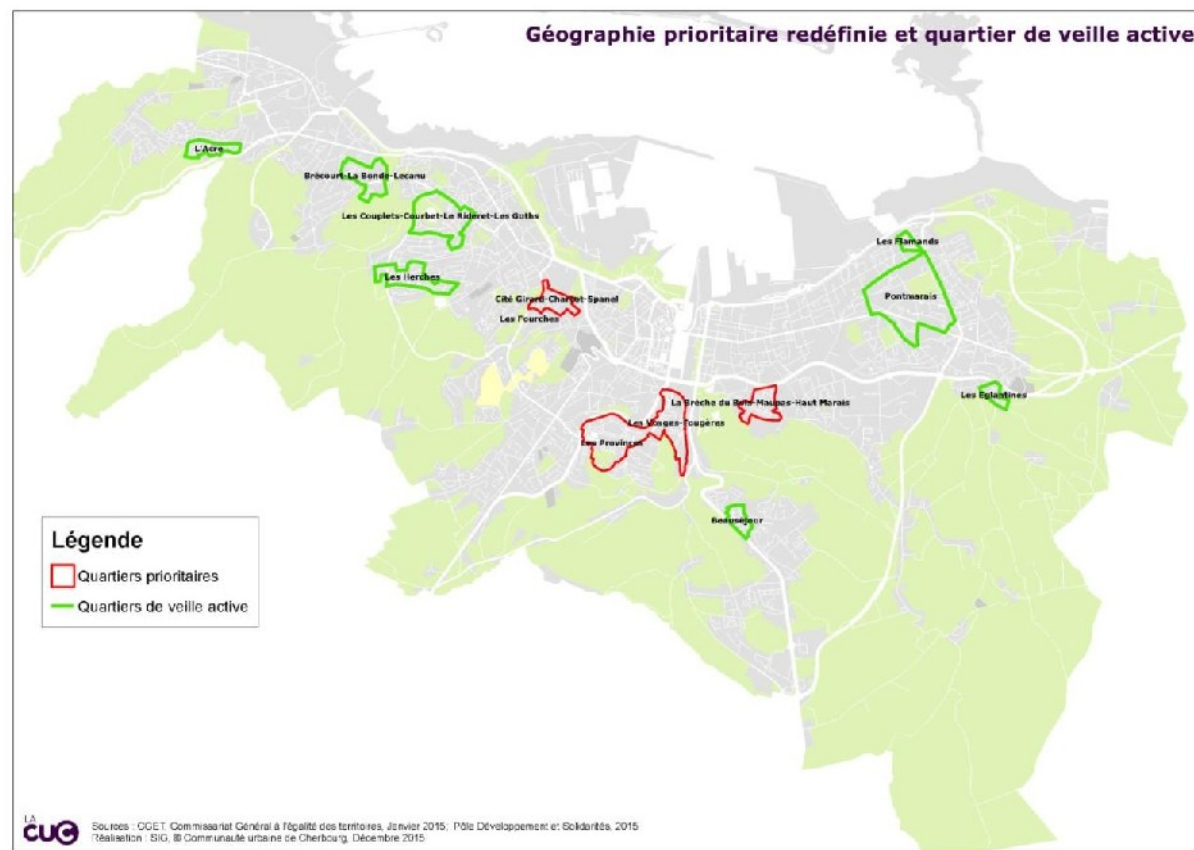 Géographie prioritaire redéfinie et quartier de veille active
L'Acre
Brécourt-La Bonde-Lecanu
Les Couplets-Courbet-Le Rideret-Les Goths
Les Flamands
Les Herches
Pontmarais
Cité Girard-Charcot-Spanel
Les Fourches
Les Eglantines
La Brèche du Bois-Maupas-Haut Marais
Les Vosges-Fougères
Les Provinces
Beauséjour
Légende
Quartiers prioritaires
Quartiers de veille active
LA
CUC
Sources : CGET, Commissariat Général à l'égalité des territoires, Janvier 2015; Pôle Développement et Solidarités, 2015
Réalisation : SIG, © Communauté urbaine de Cherbourg, Décembre 2015